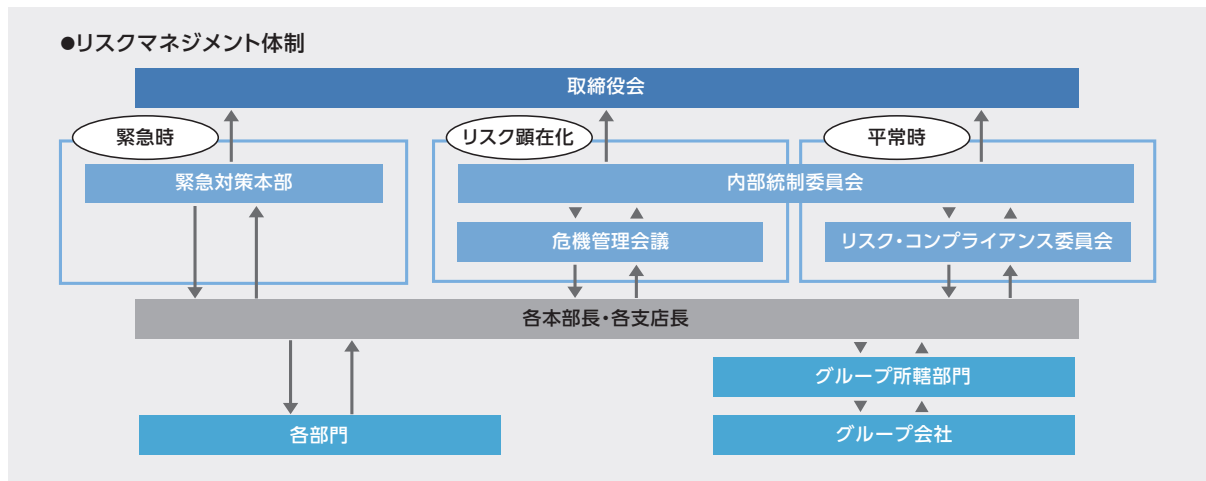 ●リスクマネジメント体制
取締役会
緊急時
リスク顕在化
平常時
緊急対策本部
内部統制委員会
危機管理会議
リスク・コンプライアンス委員会
各本部長・各支店長
グループ所轄部門
各部門
グループ会社